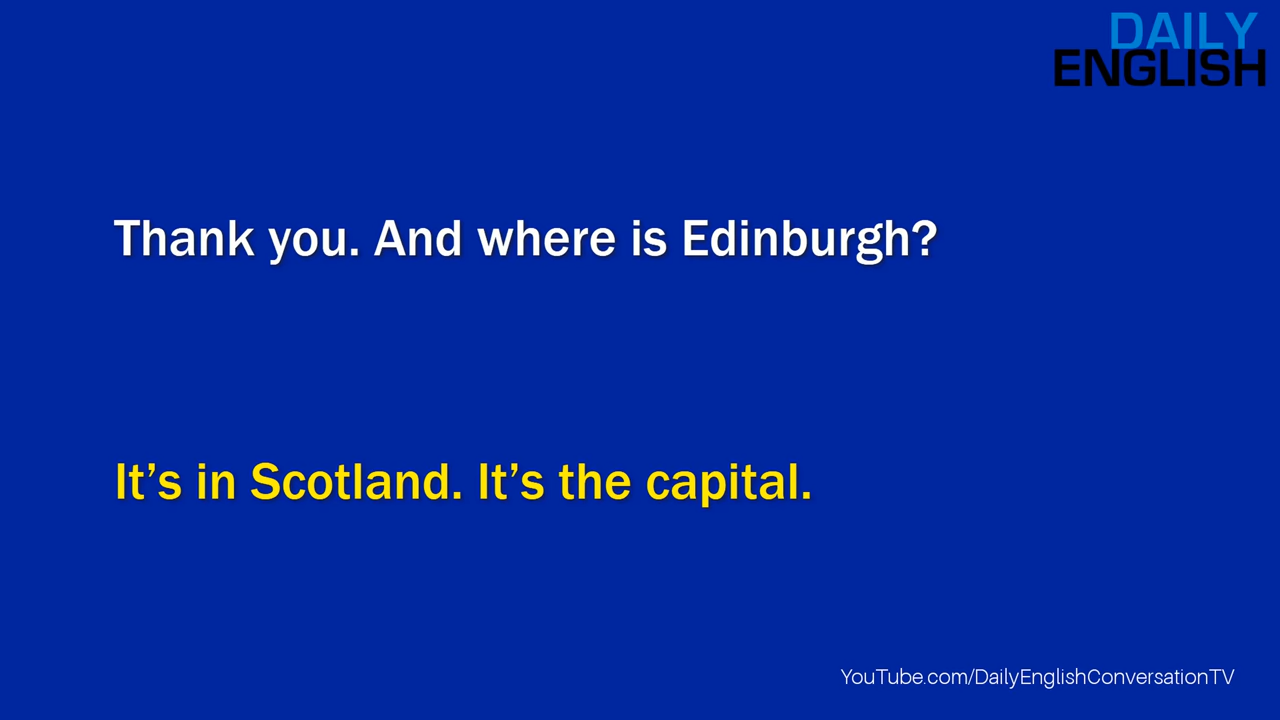 DAILY
ENGLISH
Thank you. And where is Edinburgh?
It’s in Scotland. It’s the capital.
YouTube.com/DailyEnglishConversationTV